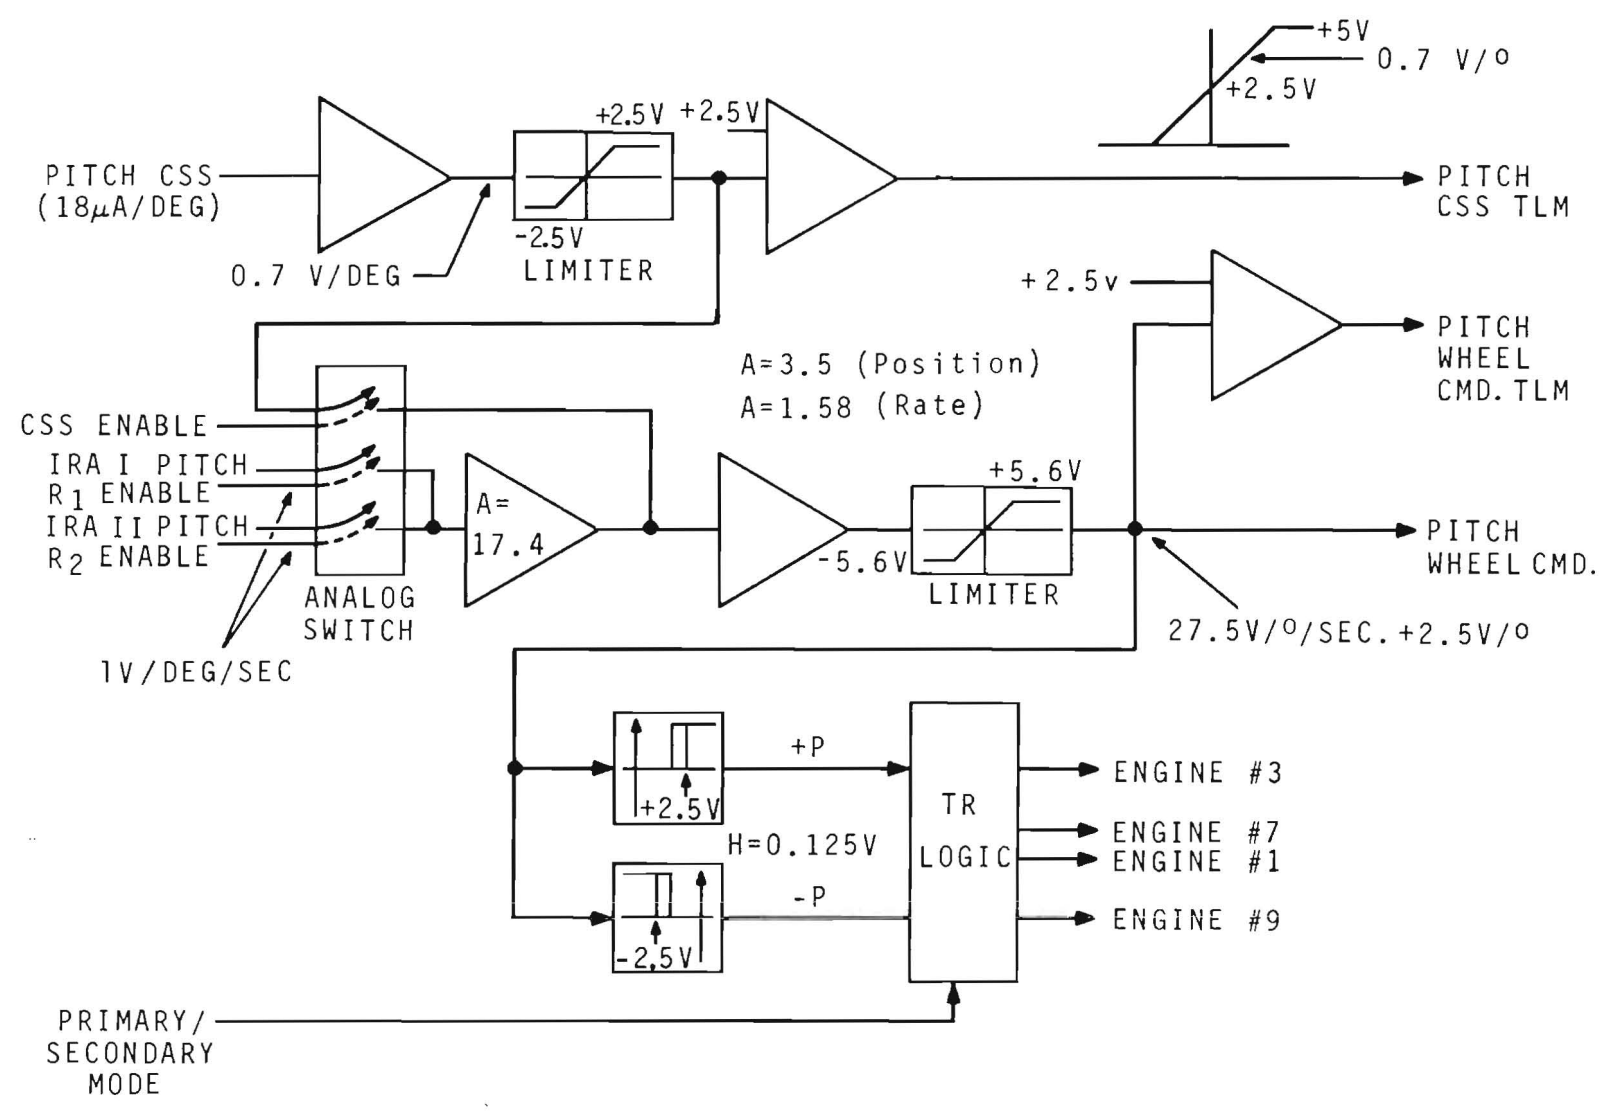 +5V
0.7 V/º
+2.5V
+2.5V
+2.5V
PITCH CSS
(18µA/DEG)
-2.5V
LIMITER
0.7 V/DEG
PITCH
CSS TLM
+2.5v
PITCH
WHEEL
CMD. TLM
A=3.5 (Position)
A=1.58 (Rate)
CSS ENABLE
IRA I PITCH
R1 ENABLE
IRA II PITCH
R2 ENABLE
A=
17.4
ANALOG
SWITCH
1V/DEG/SEC
+5.6V
-5.6V
LIMITER
PITCH
WHEEL CMD.
27.5V/º/SEC.+2.5V/º
+2.5V
+P
H=0.125V
-2.5V
-P
TR
LOGIC
ENGINE #3
ENGINE #7
ENGINE #1
ENGINE #9
PRIMARY/
SECONDARY
MODE